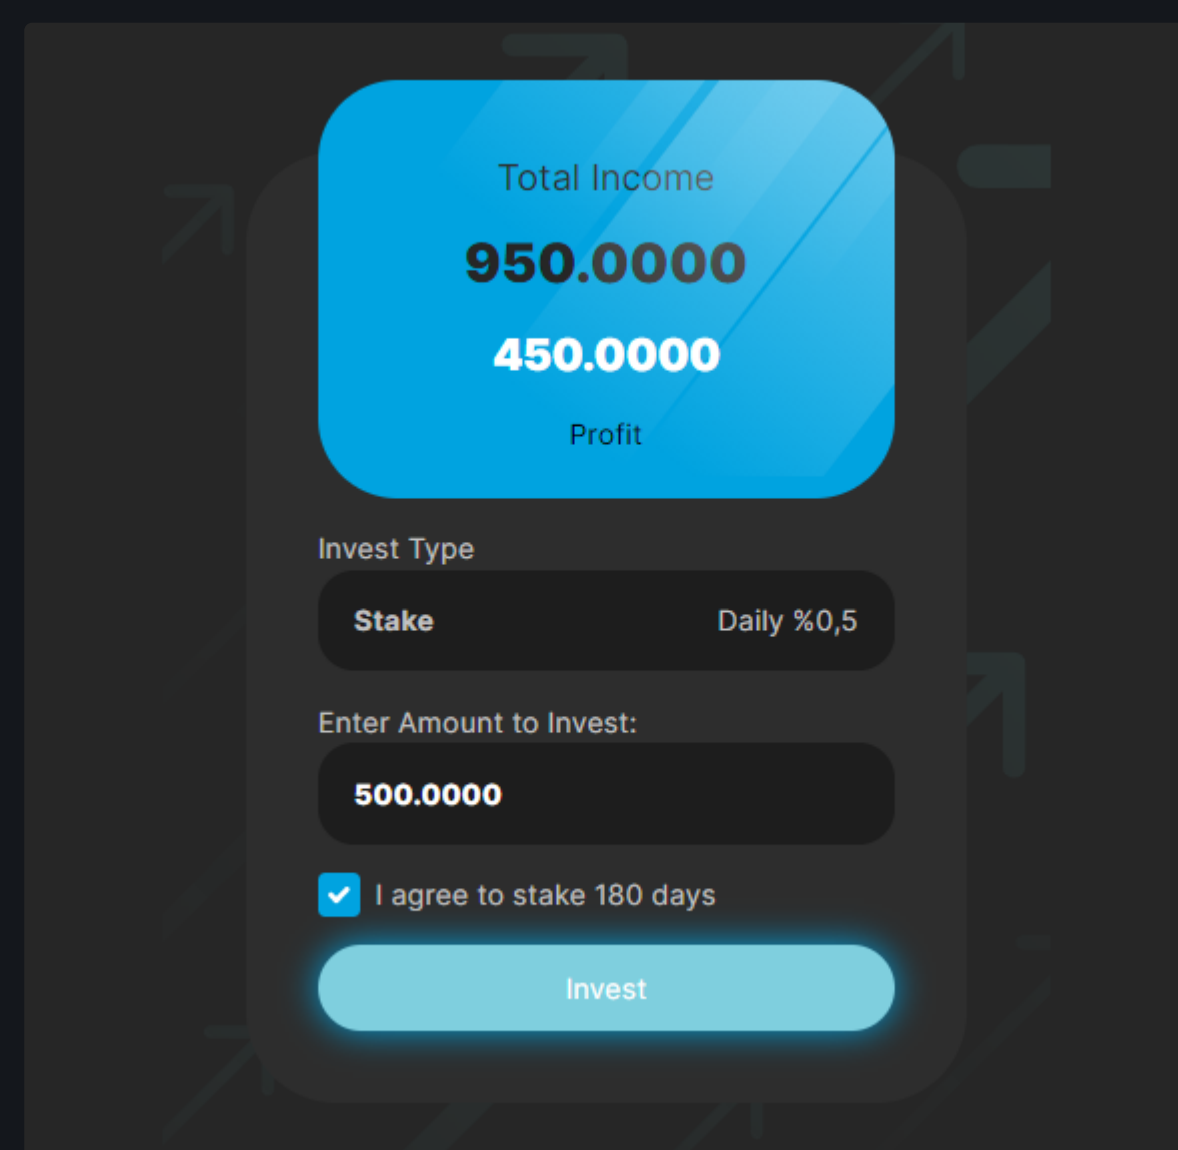 Total Income
950.0000
450.0000
Profit
Invest Type
Stake Daily %0,5
Enter Amount to Invest:
500.0000
I agree to stake 180 days
Invest